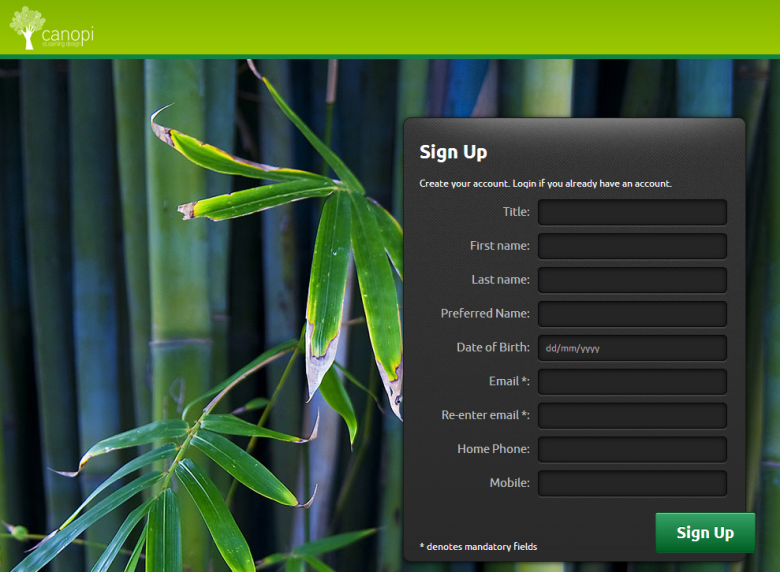 canopi
elearning design
Sign Up
Create your account. Login if you already have an account.
Title:
First name:
Last name:
Preferred Name:
Date of Birth: dd/mm/yyyy
Email *:
Re-enter email *:
Home Phone:
Mobile:
Sign Up
* denotes mandatory fields